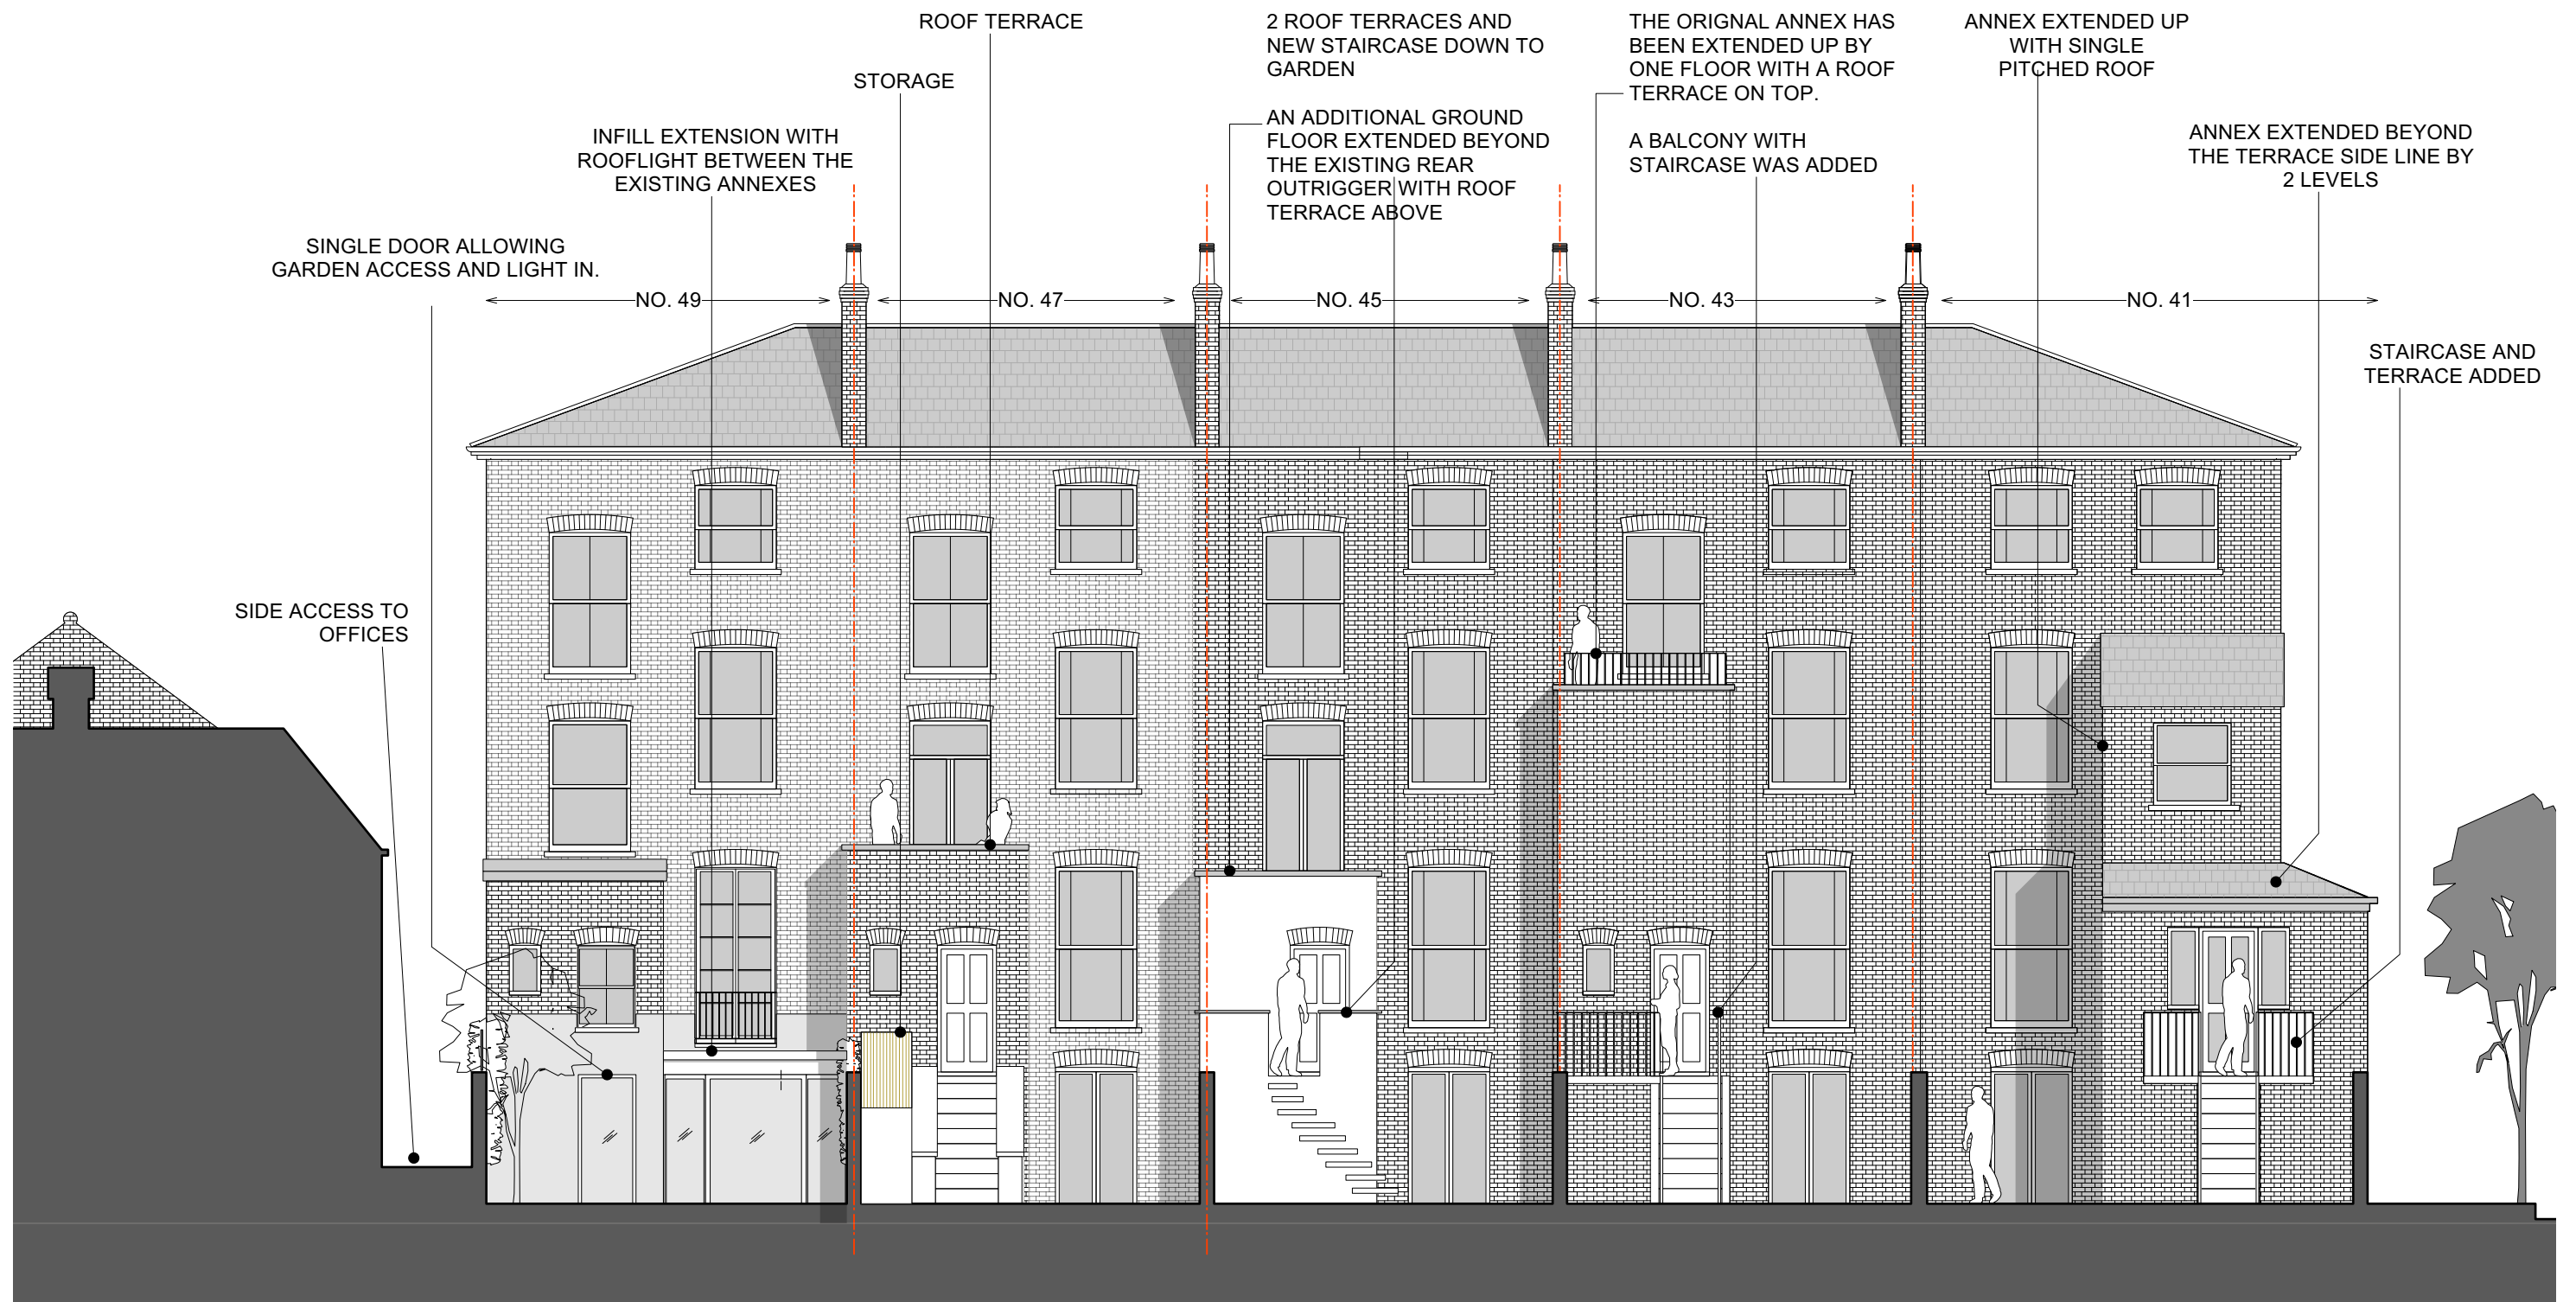 ROOF TERRACE
STORAGE
INFILL EXTENSION WITH
ROOFLIGHT BETWEEN THE
EXISTING ANNEXES
SINGLE DOOR ALLOWING
GARDEN ACCESS AND LIGHT IN.
SIDE ACCESS TO
OFFICES
2 ROOF TERRACES AND
NEW STAIRCASE DOWN TO
GARDEN
AN ADDITIONAL GROUND
FLOOR EXTENDED BEYOND
THE EXISTING REAR
OUTRIGGER WITH ROOF
TERRACE ABOVE
THE ORIGNAL ANNEX HAS
BEEN EXTENDED UP BY
ONE FLOOR WITH A ROOF
TERRACE ON TOP.
A BALCONY WITH
STAIRCASE WAS ADDED
ANNEX EXTENDED UP
WITH SINGLE
PITCHED ROOF
ANNEX EXTENDED BEYOND
THE TERRACE SIDE LINE BY
2 LEVELS
STAIRCASE AND
TERRACE ADDED
NO. 49
NO. 47
NO. 45
NO. 43
NO. 41